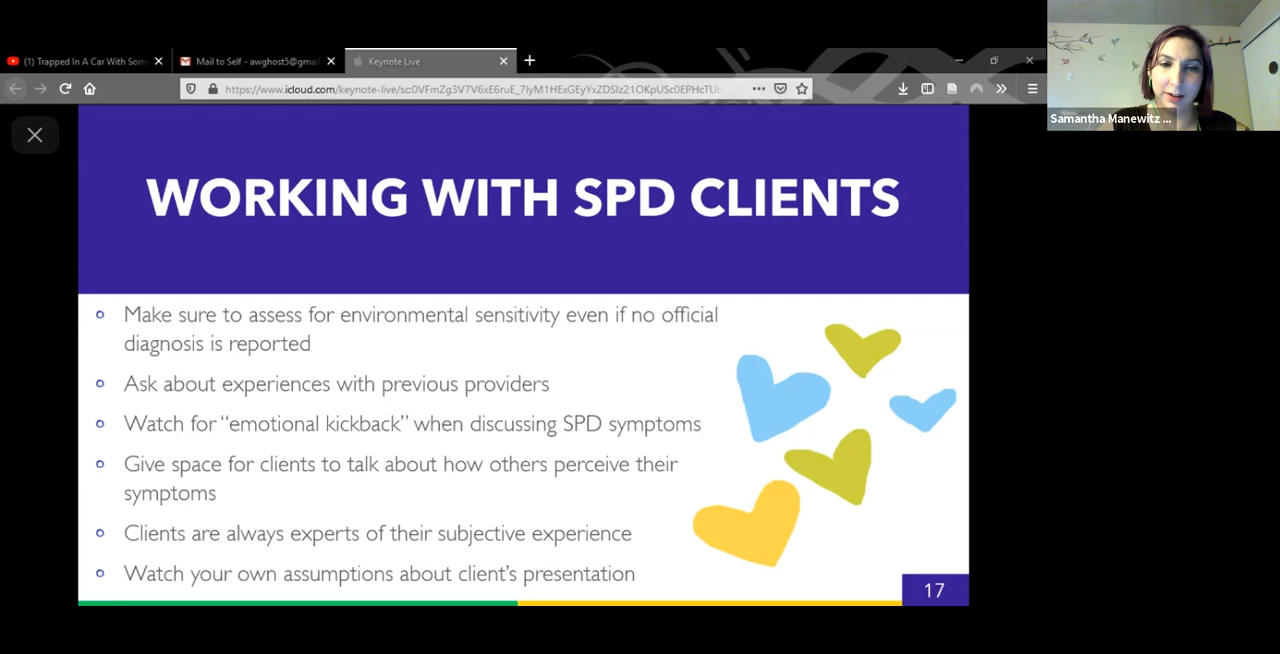 (1) Trapped In A Car With Som
Mail to Self - awghost5@gmail
Keynote Live
https://www.icloud.com/keynote-live/
Samantha Manewitz ...
WORKING WITH SPD CLIENTS
Make sure to assess for environmental sensitivity even if no official
diagnosis is reported
Ask about experiences with previous providers
Watch for “emotional kickback” when discussing SPD symptoms
Give space for clients to talk about how others perceive their
symptoms
Clients are always experts of their subjective experience
Watch your own assumptions about client’s presentation
17